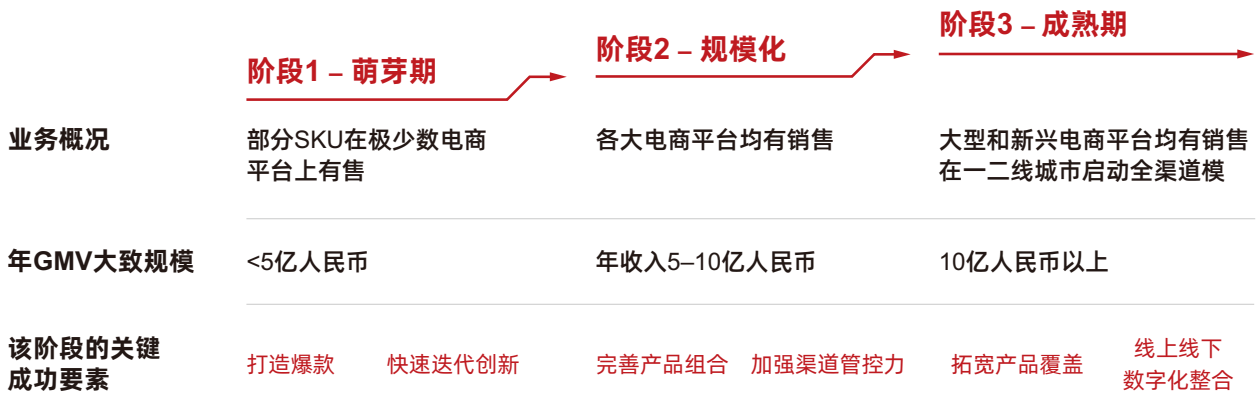 阶段1 – 萌芽期
阶段2 – 规模化
阶段3 – 成熟期
业务概况
部分SKU在极少数电商
平台上有售
各大电商平台均有销售
大型和新兴电商平台均有销售
在一二线城市启动全渠道模
年GMV大致规模
<5亿人民币
年收入5–10亿人民币
10亿人民币以上
该阶段的关键
成功要素
打造爆款
快速迭代创新
完善产品组合
加强渠道管控力
拓宽产品覆盖
线上线下
数字化整合